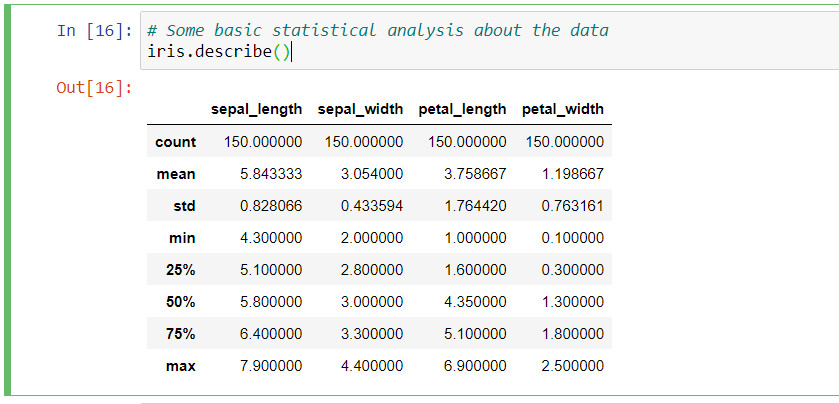 In [16]: # Some basic statistical analysis about the data
iris.describe()
Out[16]:
sepal_length sepal_width petal_length petal_width
count 150.000000 150.000000 150.000000 150.000000
mean 5.843333 3.054000 3.758667 1.198667
std 0.828066 0.433594 1.764420 0.763161
min 4.300000 2.000000 1.000000 0.100000
25% 5.100000 2.800000 1.600000 0.300000
50% 5.800000 3.000000 4.350000 1.300000
75% 6.400000 3.300000 5.100000 1.800000
max 7.900000 4.400000 6.900000 2.500000